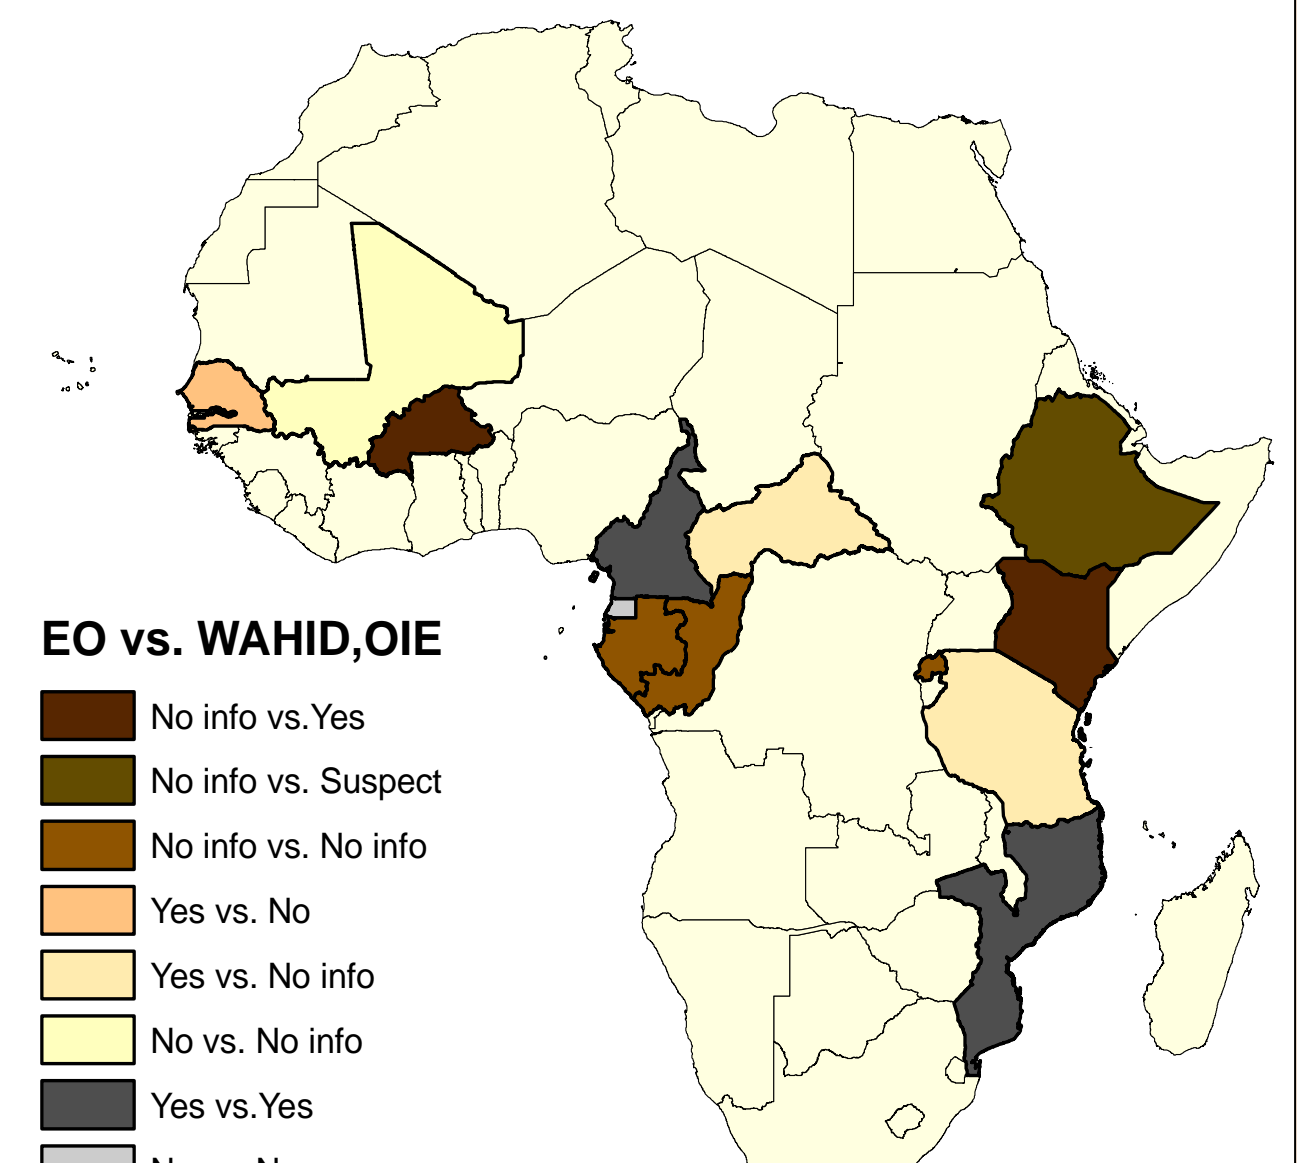 EO vs. WAHID,OIE
No info vs.Yes
No info vs. Suspect
No info vs. No info
Yes vs. No
Yes vs. No info
No vs. No info
Yes vs.Yes